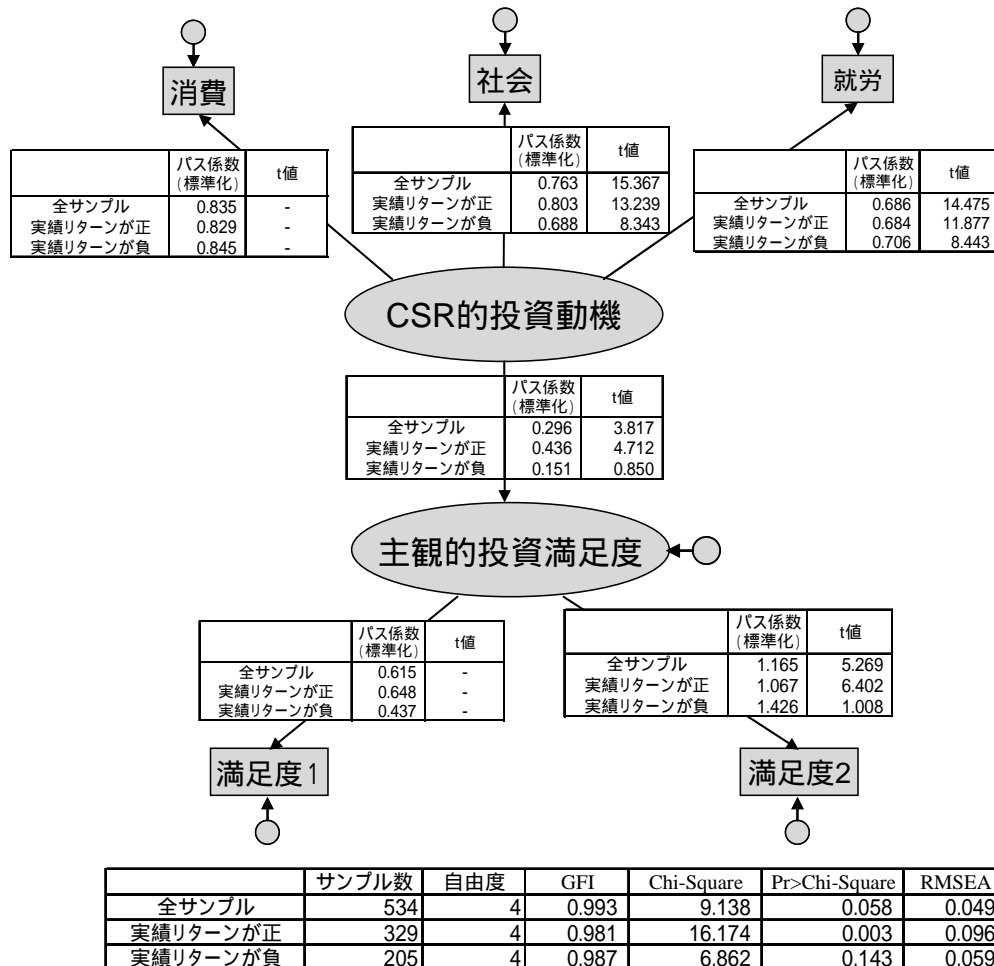 消費
社会
就労
パス係数 (標準化) t値
全サンプル 0.835 -
実績リターンが正 0.829 -
実績リターンが負 0.845 -
パス係数 (標準化) t値
全サンプル 0.763 15.367
実績リターンが正 0.803 13.239
実績リターンが負 0.688 8.343
パス係数 (標準化) t値
全サンプル 0.686 14.475
実績リターンが正 0.684 11.877
実績リターンが負 0.706 8.443
CSR的投資動機
パス係数 (標準化) t値
全サンプル 0.296 3.817
実績リターンが正 0.436 4.712
実績リターンが負 0.151 0.850
主観的投資満足度
パス係数 (標準化) t値
全サンプル 0.615 -
実績リターンが正 0.648 -
実績リターンが負 0.437 -
パス係数 (標準化) t値
全サンプル 1.165 5.269
実績リターンが正 1.067 6.402
実績リターンが負 1.426 1.008
満足度1
満足度2
サンプル数 自由度 GFI Chi-Square Pr>Chi-Square RMSEA
全サンプル 534 4 0.993 9.138 0.058 0.049
実績リターンが正 329 4 0.981 16.174 0.003 0.096
実績リターンが負 205 4 0.987 6.862 0.143 0.059